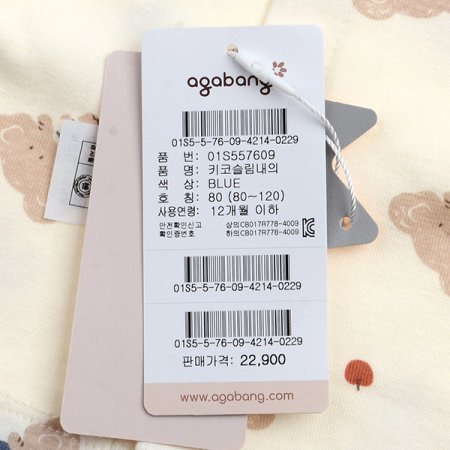 agabang
01S5-5-76-09-4214-0229
품 번: 01S557609
품 명: 키코슬림내의
색 상: BLUE
호 칭: 80 (80~120)
사용연령: 12개월 이하
안전확인신고 상의CB017R778-4009
확인증번호 하의CB017R778-4009
01S5-5-76-09-4214-0229
01S5-5-76-09-4214-0229
판매가격: 22,900
www.agabang.com